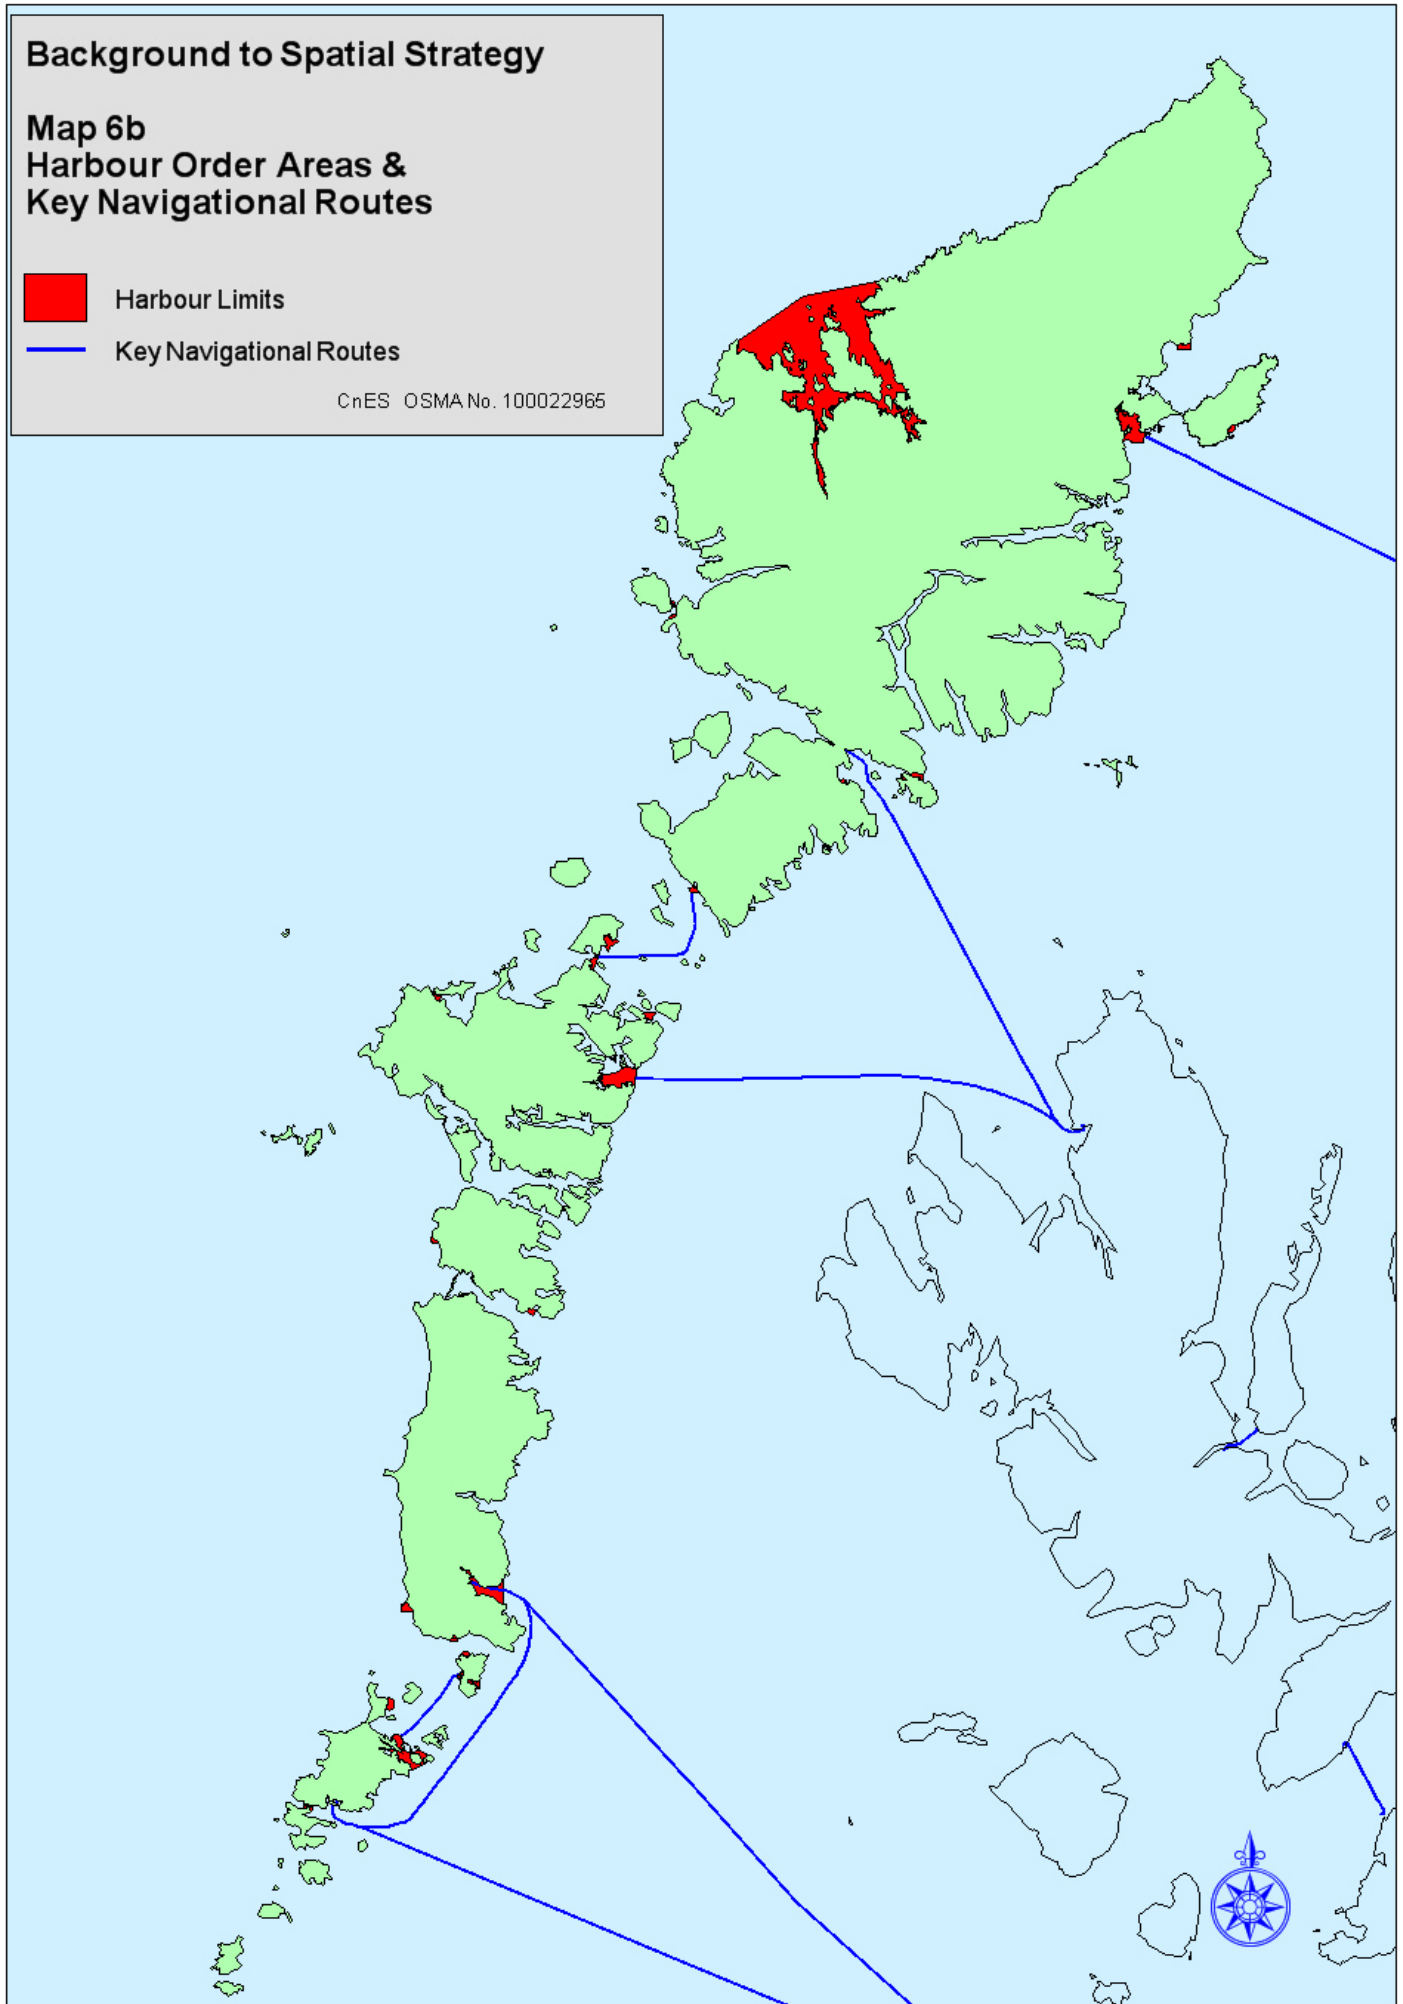 Background to Spatial Strategy
Map 6b
Harbour Order Areas &
Key Navigational Routes
Harbour Limits
Key Navigational Routes
CnES OSMA No. 100022965